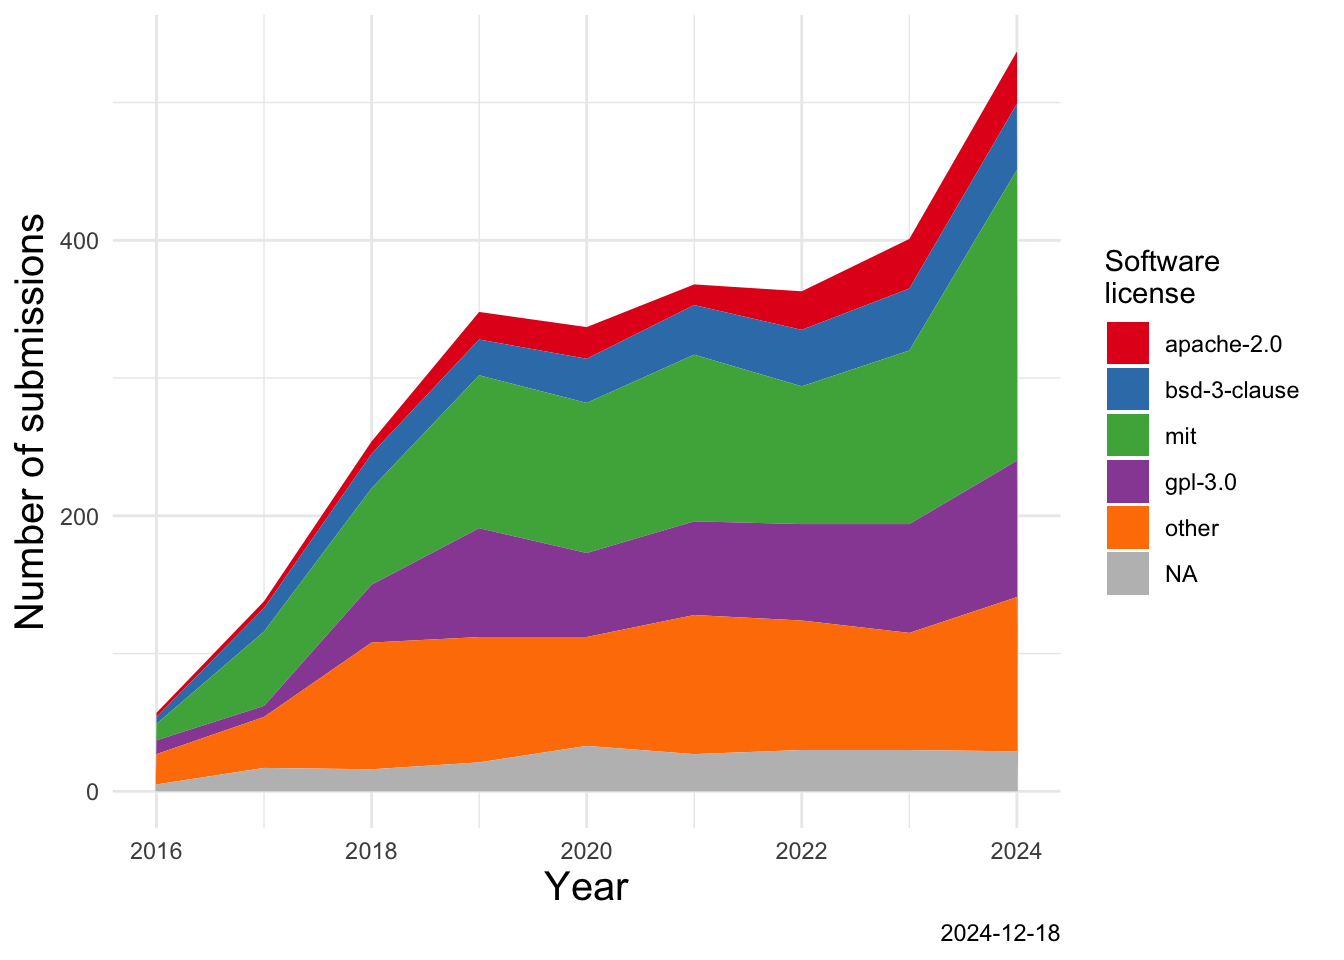 Number of submissions
400
200
0
2016
2018
2020
2022
2024
Year
Software
license
apache-2.0
bsd-3-clause
mit
gpl-3.0
other
NA
2024-12-18